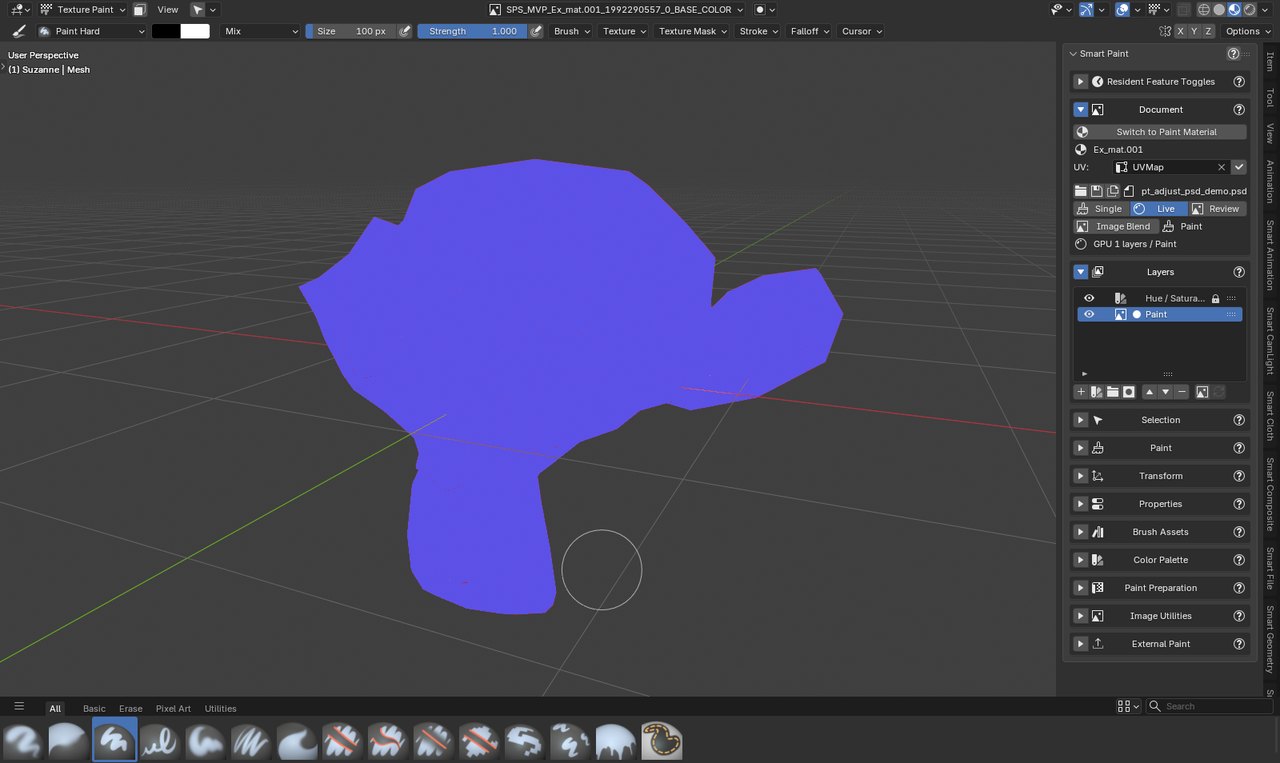 Texture Paint View SPS_MVP_Ex_mat.001_1992290557_0_BASE_COLOR
Paint Hard Mix Size 100 px Strength 1.000 Brush Texture Texture Mask Stroke Falloff Cursor X Y Z Options
User Perspective
(1) Suzanne | Mesh
Smart Paint
Resident Feature Toggles
Document
Switch to Paint Material
Ex_mat.001
UV: UVMap
pt_adjust_psd_demo.psd
Single Live Review
Image Blend Paint
GPU 1 layers / Paint
Layers
Hue / Satura...
Paint
Selection
Paint
Transform
Properties
Brush Assets
Color Palette
Paint Preparation
Image Utilities
External Paint
Item
Tool
View
Animation
Smart Animation
Smart CamLight
Smart Cloth
Smart Composite
Smart File
Smart Geometry
All Basic Erase Pixel Art Utilities Search